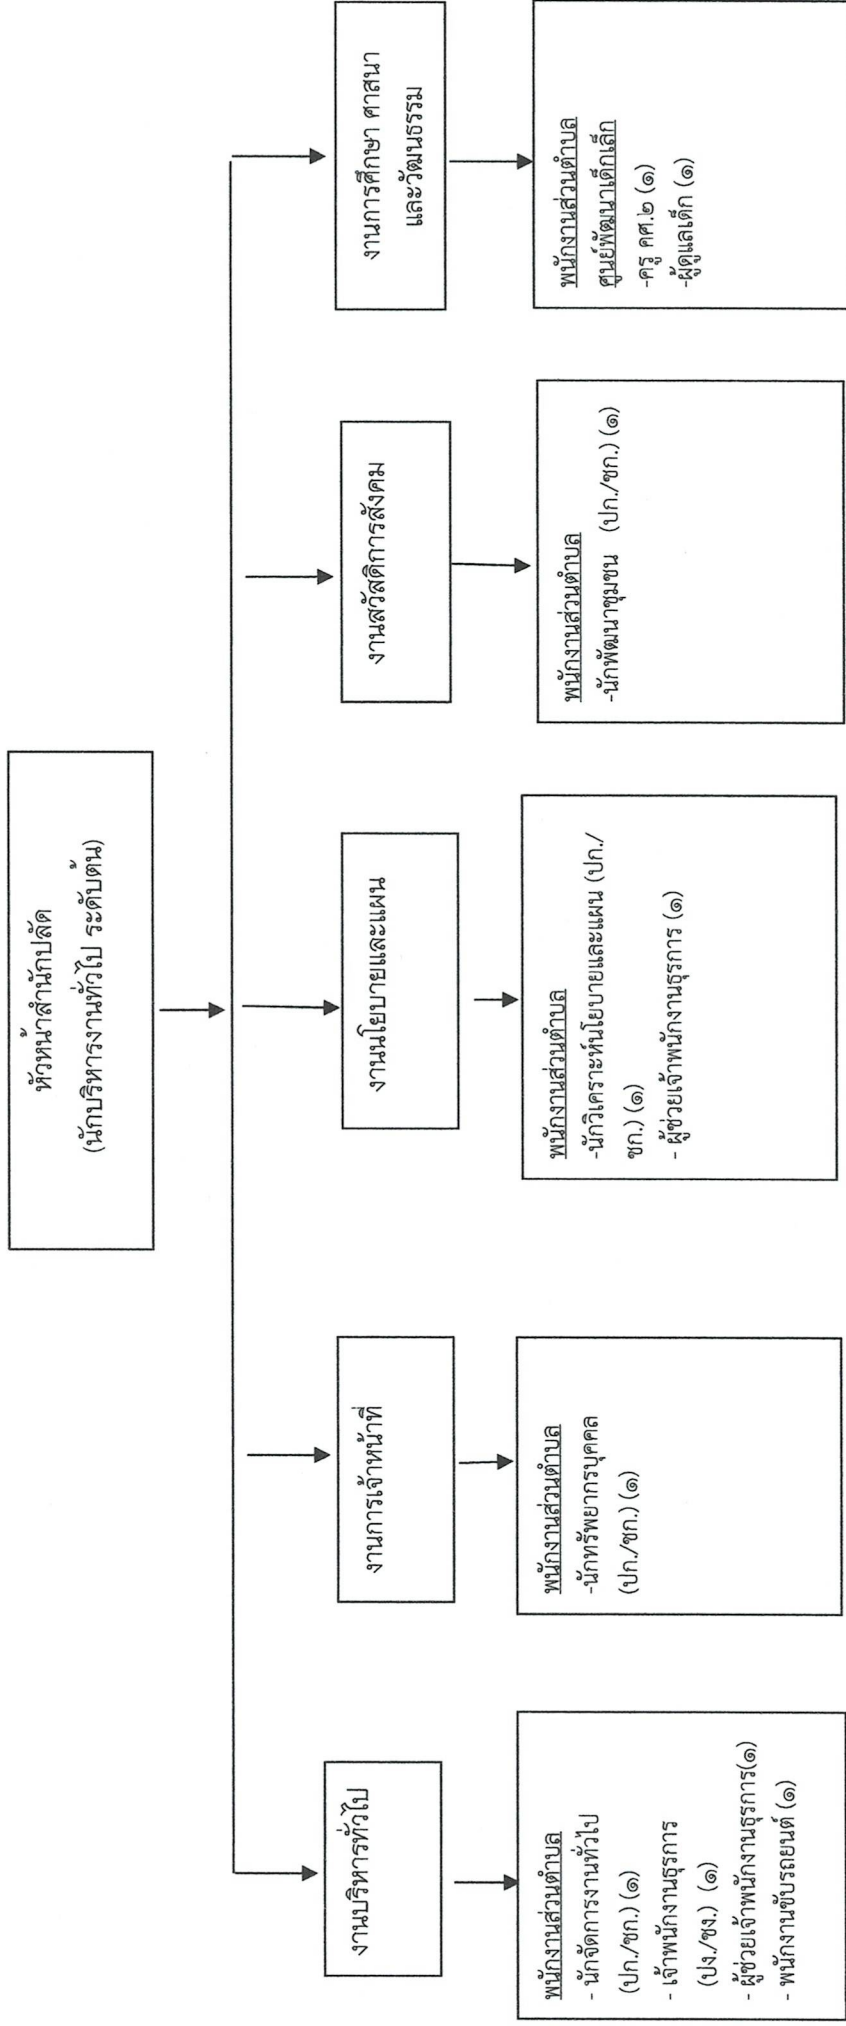 หัวหน้าสำนักปลัด
(นักบริหารงานทั่วไป ระดับต้น)
งานบริหารทั่วไป
พนักงานส่วนตำบล
- นักจัดการงานทั่วไป
(ปก./ชก.) (๑)
- เจ้าพนักงานธุรการ
(ปง./ชง.) (๑)
- ผู้ช่วยเจ้าพนักงานธุรการ(๑)
- พนักงานขับรถยนต์ (๑)
งานการเจ้าหน้าที่
พนักงานส่วนตำบล
-นักทรัพยากรบุคคล
(ปก./ชก.) (๑)
งานนโยบายและแผน
พนักงานส่วนตำบล
-นักวิเคราะห์นโยบายและแผน (ปก./
ชก.) (๑)
- ผู้ช่วยเจ้าพนักงานธุรการ (๑)
งานสวัสดิการสังคม
พนักงานส่วนตำบล
-นักพัฒนาชุมชน (ปก./ชก.) (๑)
งานการศึกษา ศาสนา
และวัฒนธรรม
พนักงานส่วนตำบล
ศูนย์พัฒนาเด็กเล็ก
-ครู คศ.๒ (๑)
-ผู้ดูแลเด็ก (๑)